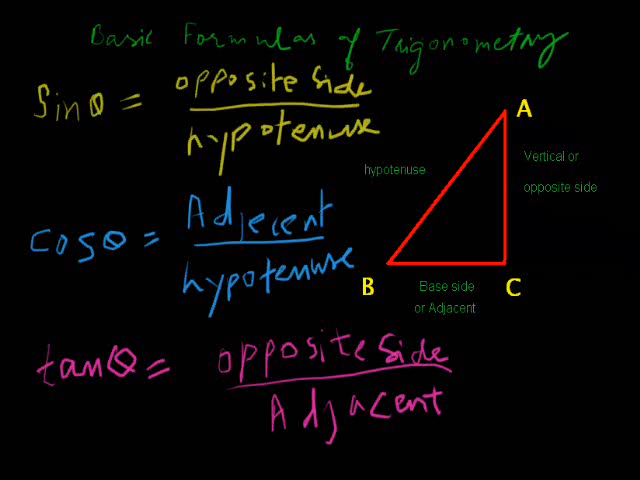 Basic Formulas of Trigonometry
Sinθ = opposite side / hypotenuse
A
hypotenuse
Vertical or
opposite side
cosθ = Adjecent / hypotenuse
B
C
Base side
or Adjacent
tanθ = opposite side / Adjacent